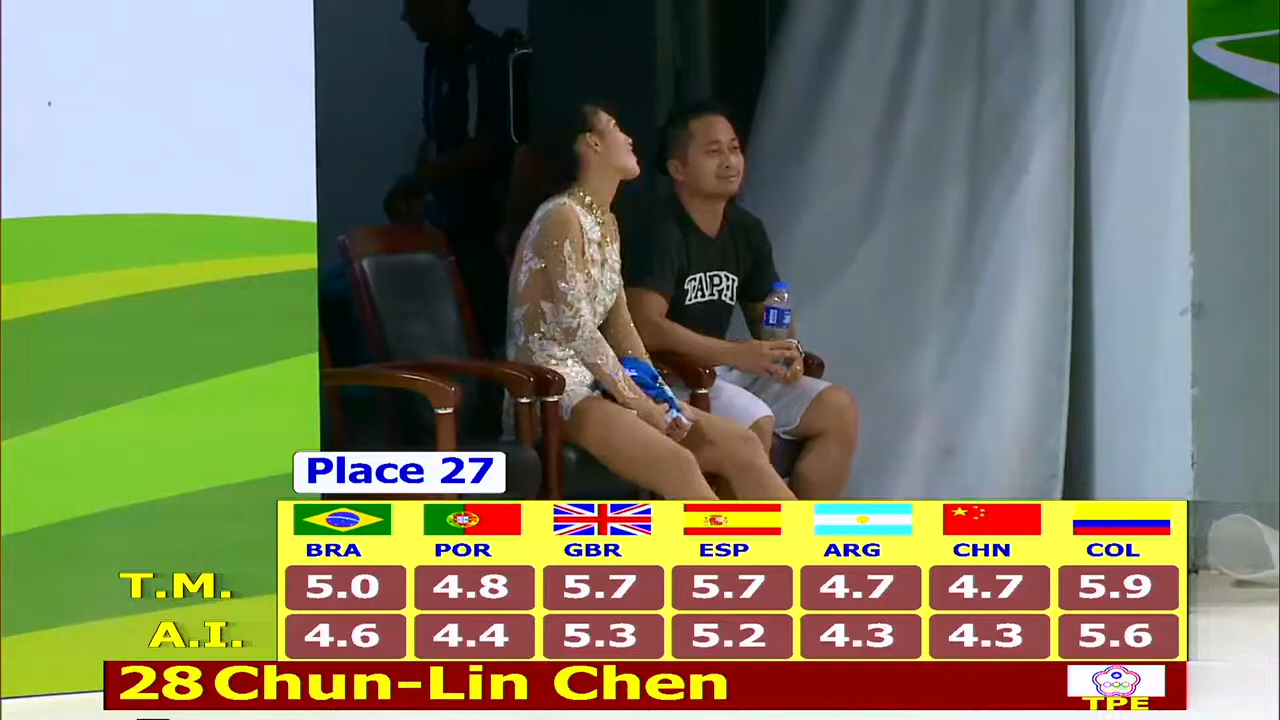 TAPHI
Place 27
BRA POR GBR ESP ARG CHN COL
T.M. 5.0 4.8 5.7 5.7 4.7 4.7 5.9
A.I. 4.6 4.4 5.3 5.2 4.3 4.3 5.6
28 Chun-Lin Chen
TPE